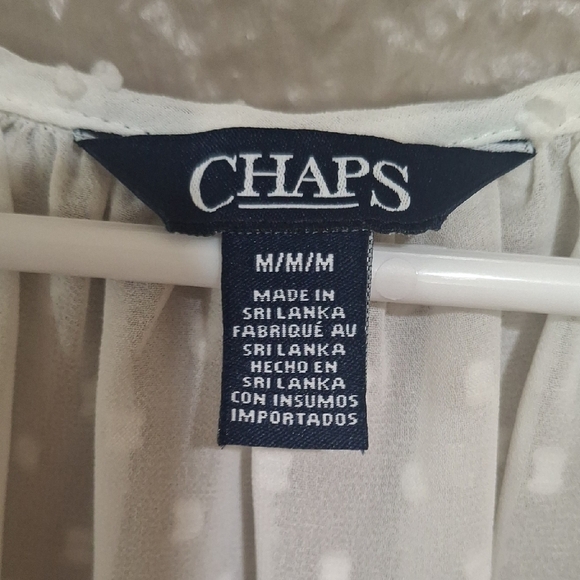 CHAPS
M/M/M
MADE IN
SRI LANKA
FABRIQUÉ AU
SRI LANKA
HECHO EN
SRI LANKA
CON INSUMOS
IMPORTADOS